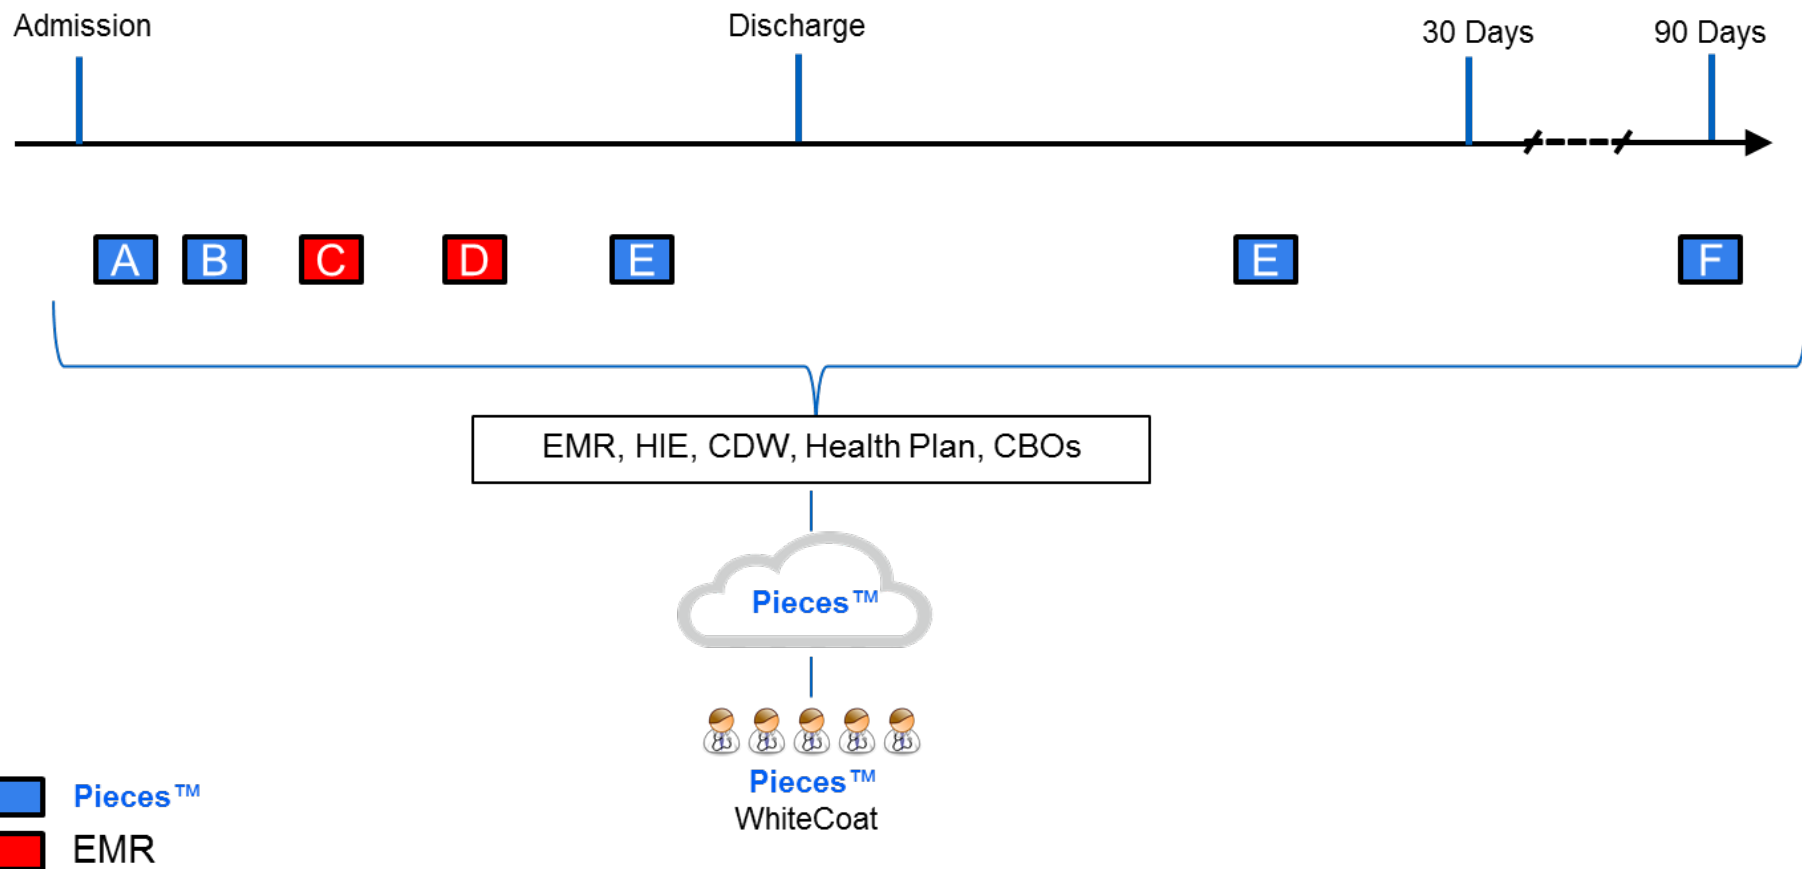 Admission
Discharge
30 Days
90 Days
A
B
C
D
E
E
F
EMR, HIE, CDW, Health Plan, CBOs
Pieces™
Pieces™
WhiteCoat
Pieces™
EMR